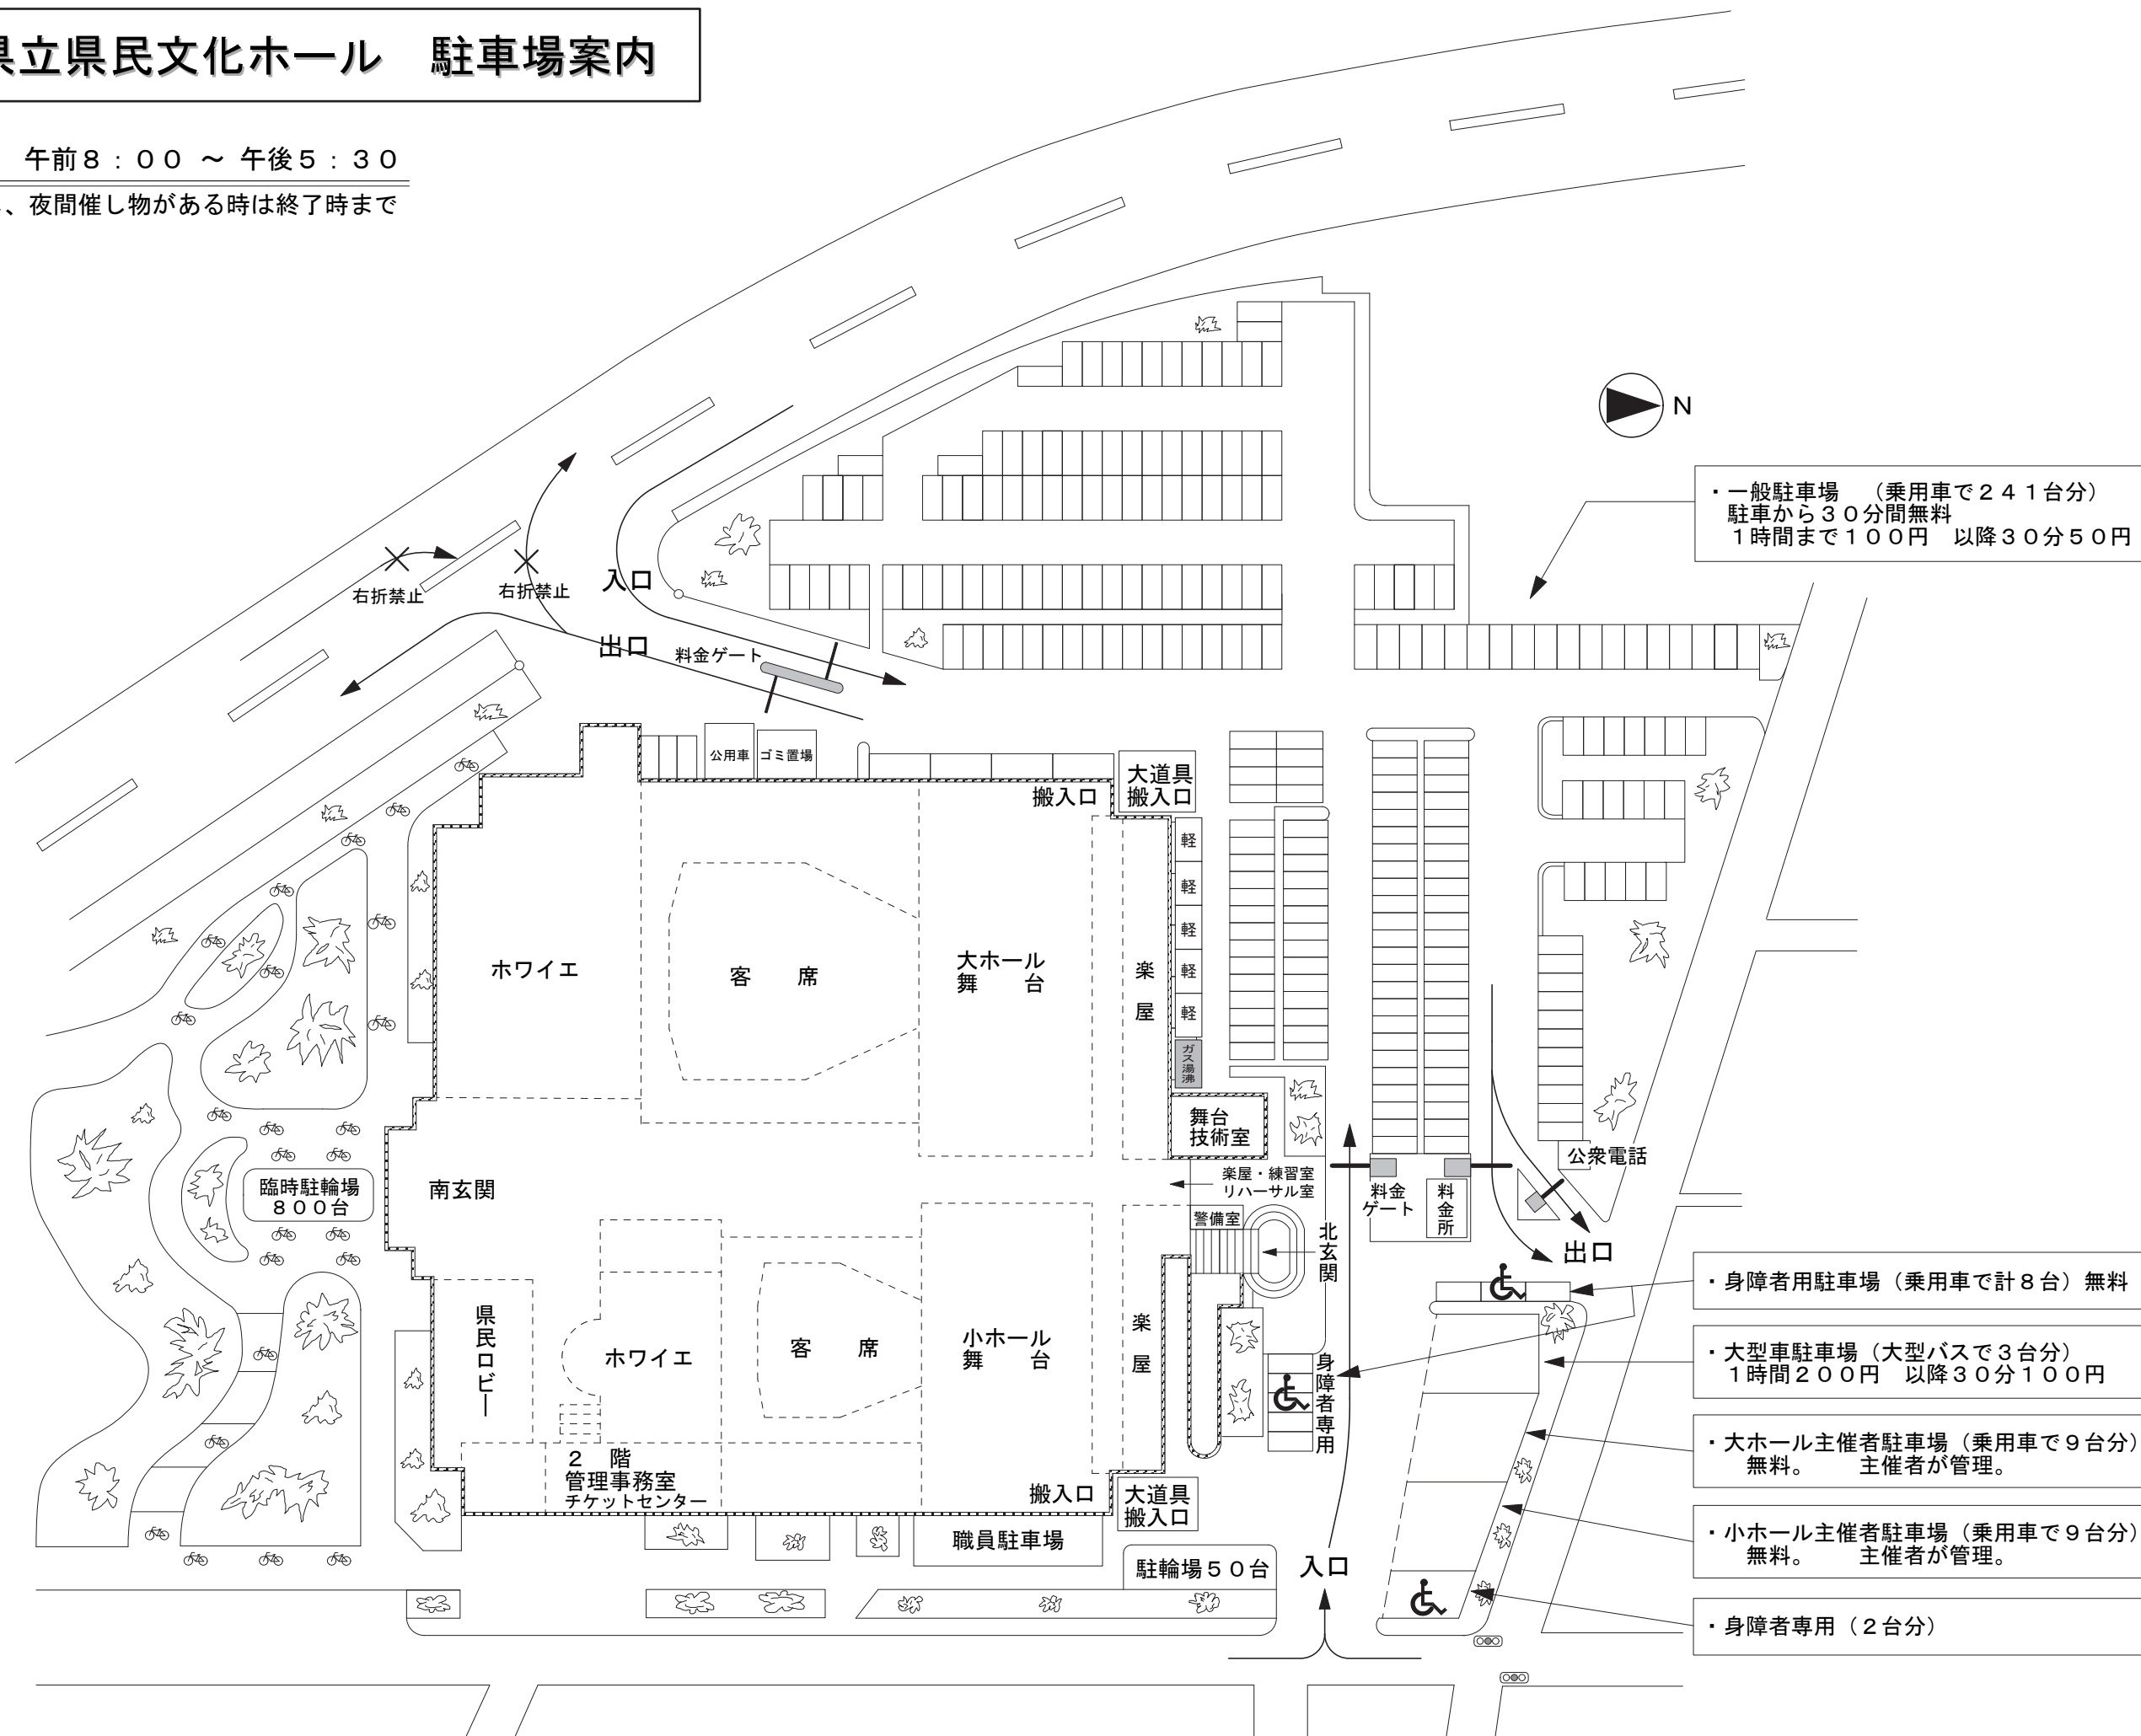 県立県民文化ホール　駐車場案内
午前８：００ ～ 午後５：３０
、夜間催し物がある時は終了時まで
N
・一般駐車場　（乗用車で２４１台分）
駐車から３０分間無料
１時間まで１００円　以降３０分５０円
右折禁止
右折禁止
入口
出口
料金ゲート
公用車
ゴミ置場
搬入口
大道具
搬入口
軽
軽
軽
軽
軽
ガス湯沸
ホワイエ
客　席
大ホール
舞　台
楽屋
舞台
技術室
楽屋・練習室
リハーサル室
警備室
北玄関
料金
ゲート
料金所
公衆電話
出口
臨時駐輪場
８００台
南玄関
県民ロビー
ホワイエ
客　席
小ホール
舞　台
楽屋
身障者専用
２　階
管理事務室
チケットセンター
搬入口
大道具
搬入口
職員駐車場
駐輪場５０台
入口
・身障者用駐車場（乗用車で計８台）無料
・大型車駐車場（大型バスで３台分）
１時間２００円　以降３０分１００円
・大ホール主催者駐車場（乗用車で９台分）
無料。　　主催者が管理。
・小ホール主催者駐車場（乗用車で９台分）
無料。　　主催者が管理。
・身障者専用（２台分）